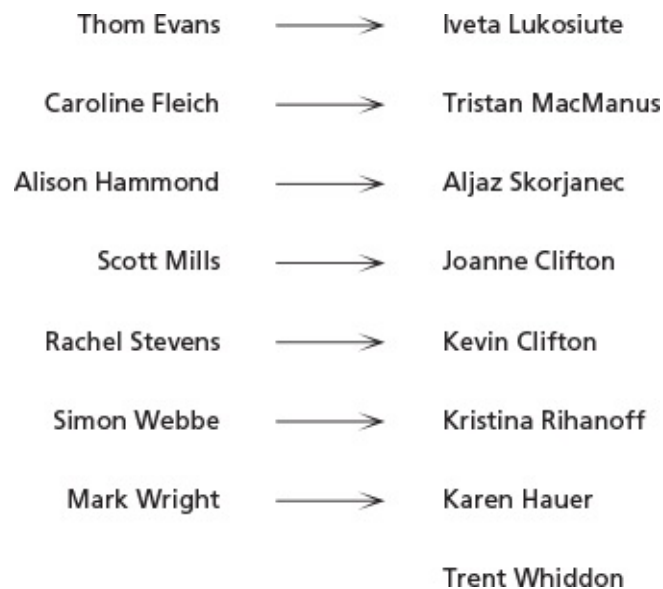 Thom Evans → Iveta Lukosiute
Caroline Fleich → Tristan MacManus
Alison Hammond → Aljaz Skorjanec
Scott Mills → Joanne Clifton
Rachel Stevens → Kevin Clifton
Simon Webbe → Kristina Rihanoff
Mark Wright → Karen Hauer
Trent Whiddon